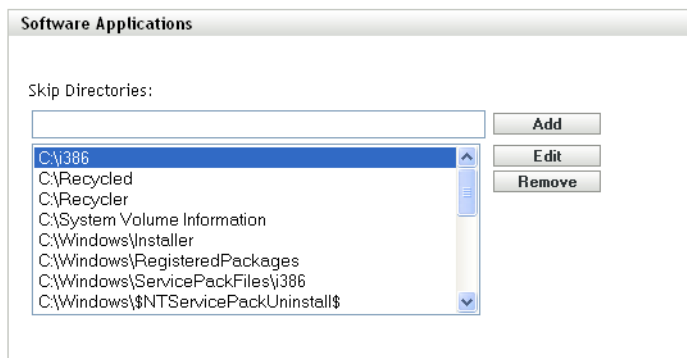 Software Applications
Skip Directories:
Add
C:\i386
Edit
C:\Recycled
Remove
C:\Recycler
C:\System Volume Information
C:\Windows\Installer
C:\Windows\RegisteredPackages
C:\Windows\ServicePackFiles\i386
C:\Windows\$NTServicePackUninstall$